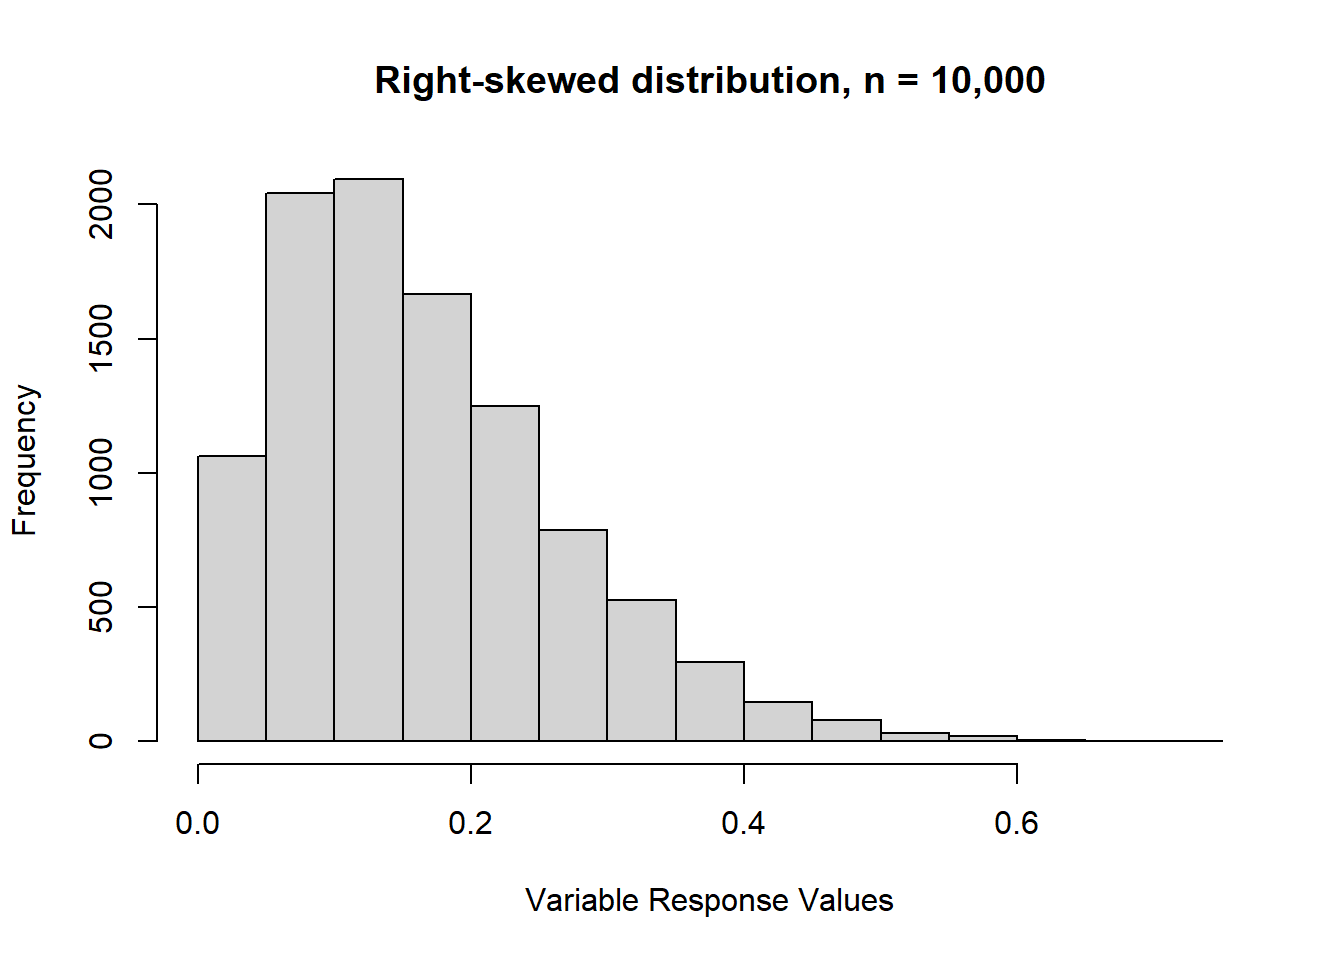 Right-skewed distribution, n = 10,000
Frequency
2000
1500
1000
500
0
0.0 0.2 0.4 0.6
Variable Response Values